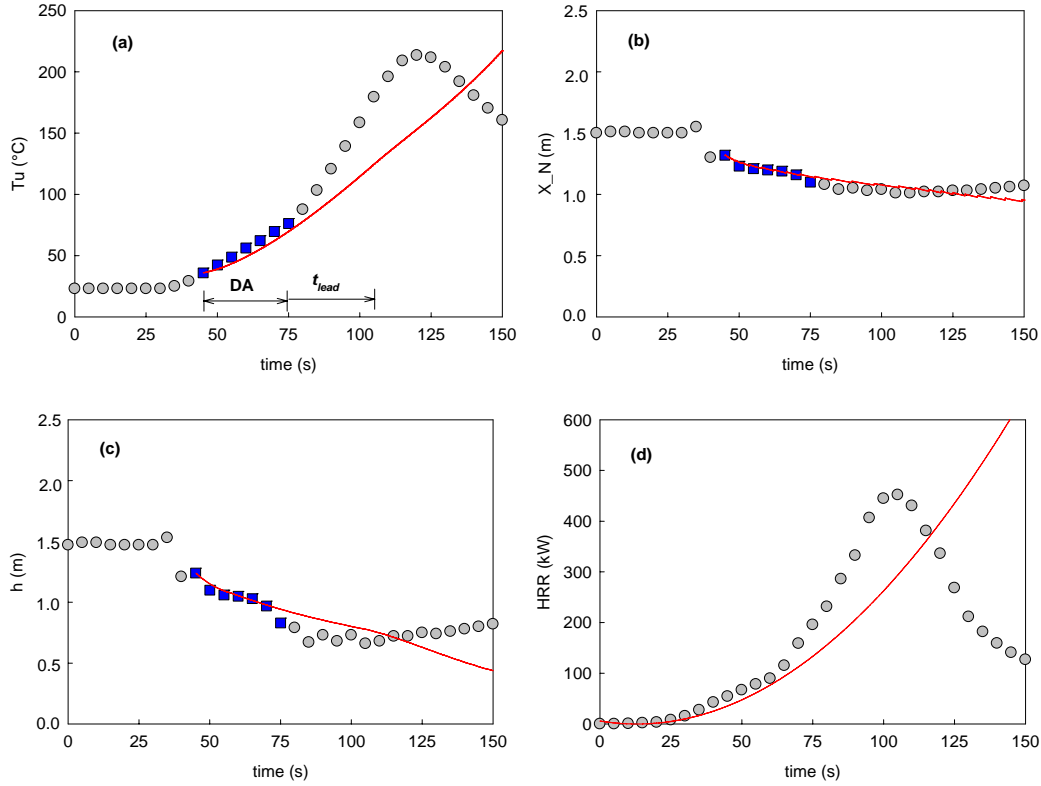 250
200
150
100
50
0
Tu (°C)
(a)
DA
t_lead
0 25 50 75 100 125 150
time (s)
2.5
2.0
1.5
1.0
0.5
0.0
X_N (m)
(b)
0 25 50 75 100 125 150
time (s)
2.5
2.0
1.5
1.0
0.5
0.0
h (m)
(c)
0 25 50 75 100 125 150
time (s)
600
500
400
300
200
100
0
HRR (kW)
(d)
0 25 50 75 100 125 150
time (s)